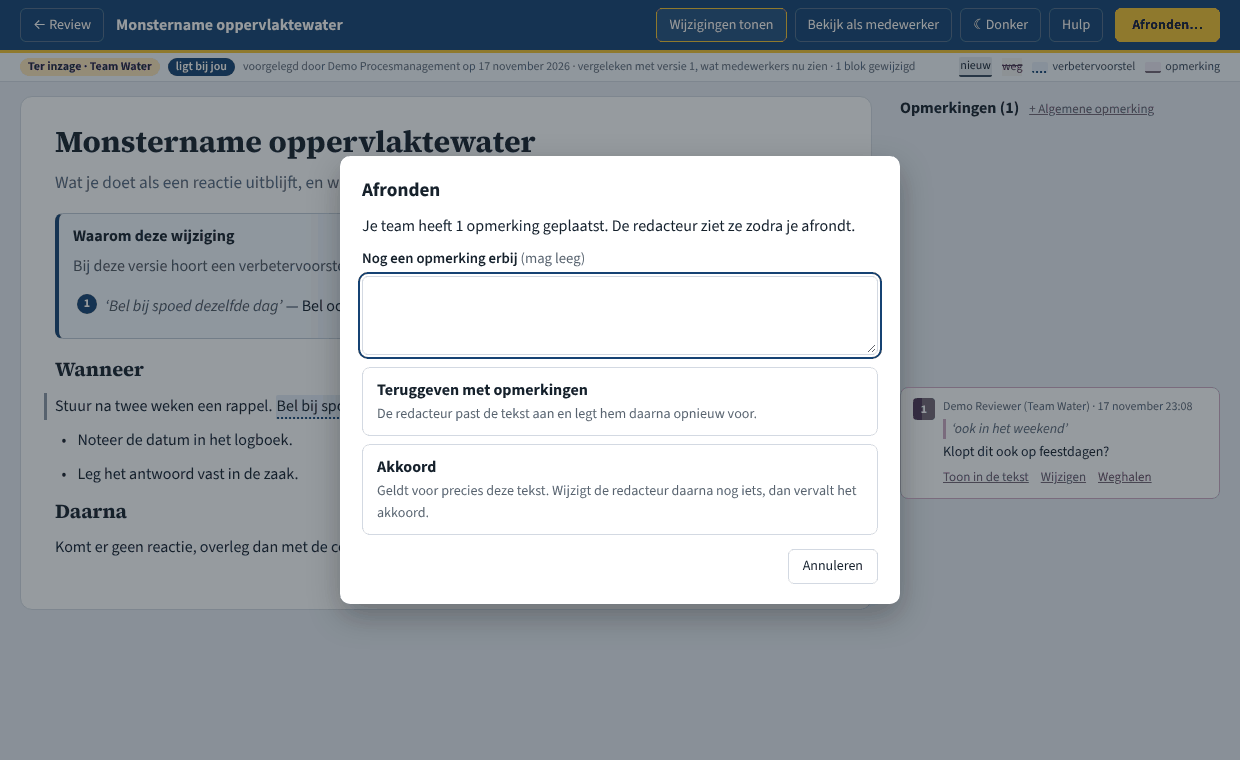 ← Review
Monstername oppervlaktewater
Wijzigingen tonen
Bekijk als medewerker
☾ Donker
Hulp
Afronden…
Ter inzage · Team Water
ligt bij jou
voorgelegd door Demo Procesmanagement op 17 november 2026 · vergeleken met versie 1, wat medewerkers nu zien · 1 blok gewijzigd
nieuw
weg
verbetervoorstel
opmerking
Monstername oppervlaktewater
Wat je doet als een reactie uitblijft, en w
Waarom deze wijziging
Bij deze versie hoort een verbetervoorste
1 ‘Bel bij spoed dezelfde dag’ — Bel oo
Wanneer
Stuur na twee weken een rappel. Bel bij spo
• Noteer de datum in het logboek.
• Leg het antwoord vast in de zaak.
Daarna
Komt er geen reactie, overleg dan met de co
Afronden
Je team heeft 1 opmerking geplaatst. De redacteur ziet ze zodra je afrondt.
Nog een opmerking erbij (mag leeg)
Teruggeven met opmerkingen
De redacteur past de tekst aan en legt hem daarna opnieuw voor.
Akkoord
Geldt voor precies deze tekst. Wijzigt de redacteur daarna nog iets, dan vervalt het
akkoord.
Annuleren
Opmerkingen (1)
+ Algemene opmerking
1
Demo Reviewer (Team Water) · 17 november 23:08
‘ook in het weekend’
Klopt dit ook op feestdagen?
Toon in de tekst
Wijzigen
Weghalen